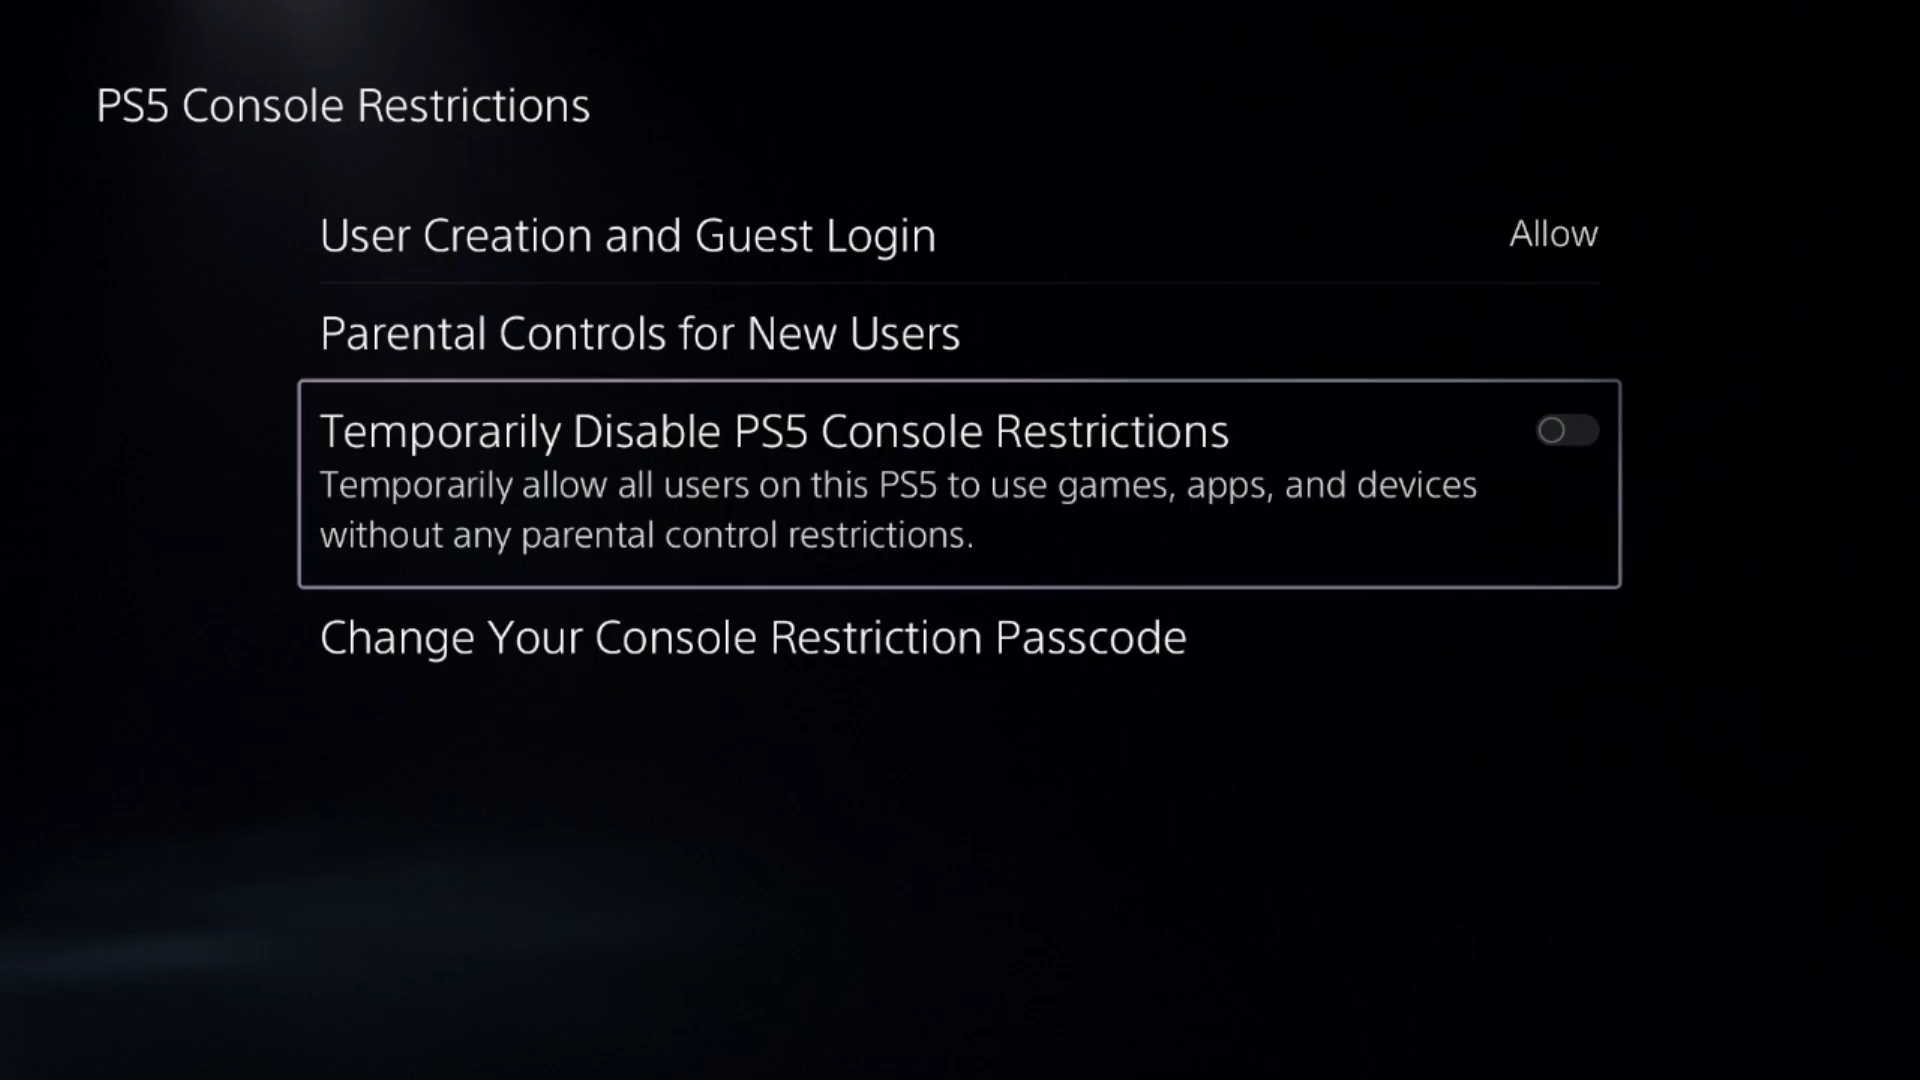 PS5 Console Restrictions
User Creation and Guest Login
Allow
Parental Controls for New Users
Temporarily Disable PS5 Console Restrictions
Temporarily allow all users on this PS5 to use games, apps, and devices
without any parental control restrictions.
Change Your Console Restriction Passcode